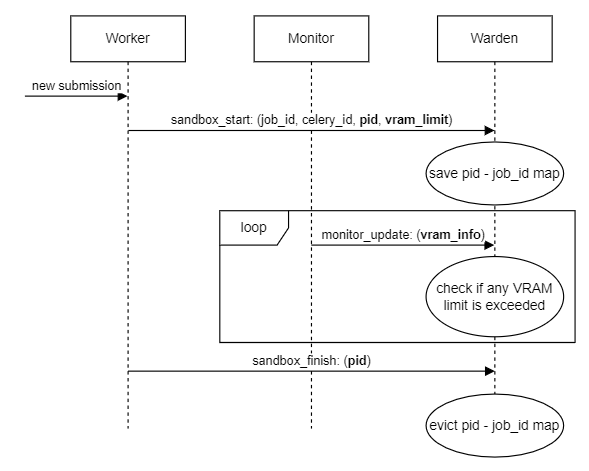 Worker
Monitor
Warden
new submission
sandbox_start: (job_id, celery_id, pid, vram_limit)
save pid - job_id map
loop
monitor_update: (vram_info)
check if any VRAM
limit is exceeded
sandbox_finish: (pid)
evict pid - job_id map